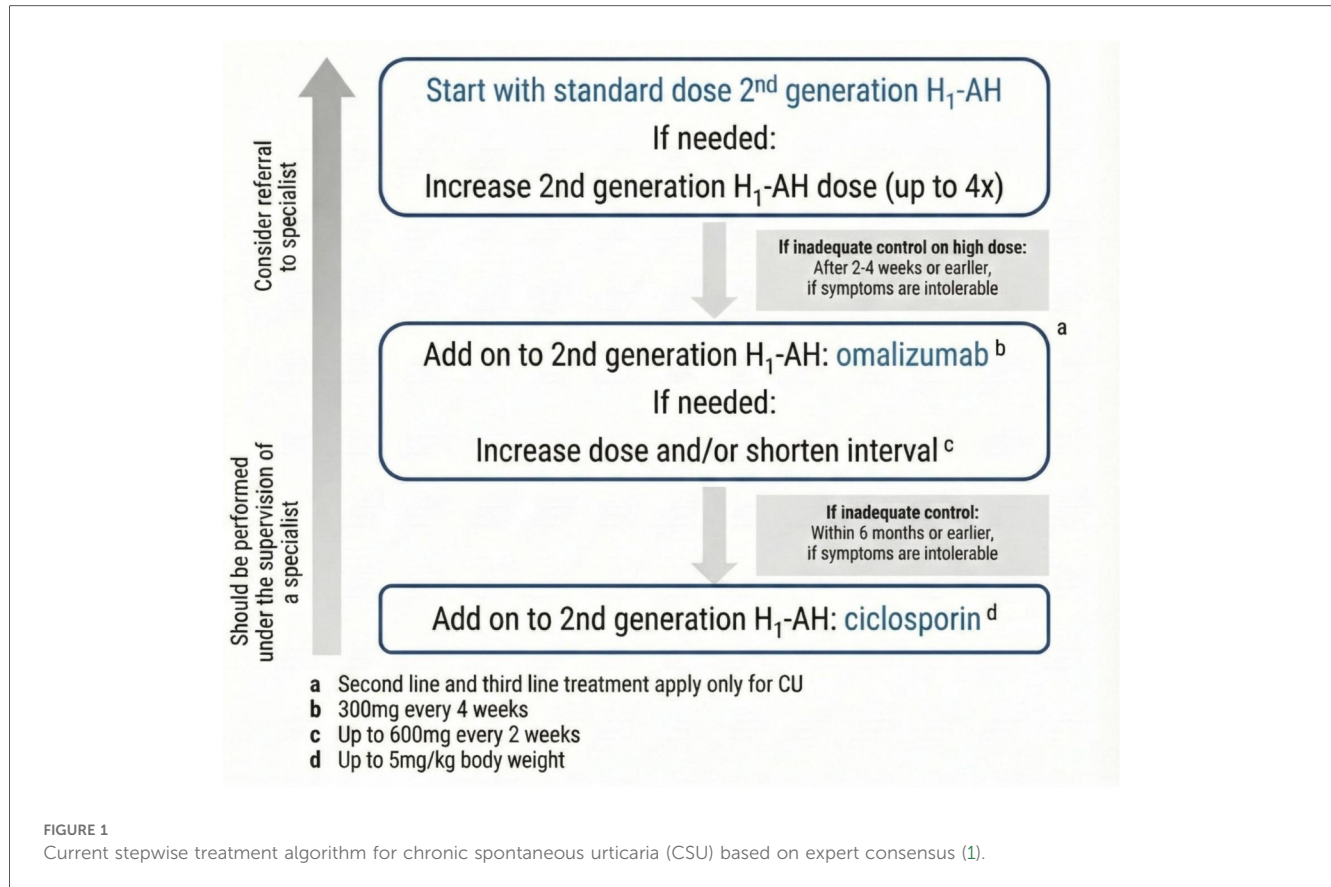 Start with standard dose 2nd generation H1-AH
If needed:
Increase 2nd generation H1-AH dose (up to 4x)
Consider referral
to specialist
If inadequate control on high dose:
After 2-4 weeks or earller,
if symptoms are intolerable
a
Add on to 2nd generation H1-AH: omalizumab b
If needed:
Increase dose and/or shorten interval c
Should be performed
under the supervision of
a specialist
If inadequate control:
Within 6 months or earlier,
if symptoms are intolerable
Add on to 2nd generation H1-AH: ciclosporin d
a Second line and third line treatment apply only for CU
b 300mg every 4 weeks
c Up to 600mg every 2 weeks
d Up to 5mg/kg body weight
FIGURE 1
Current stepwise treatment algorithm for chronic spontaneous urticaria (CSU) based on expert consensus (1).